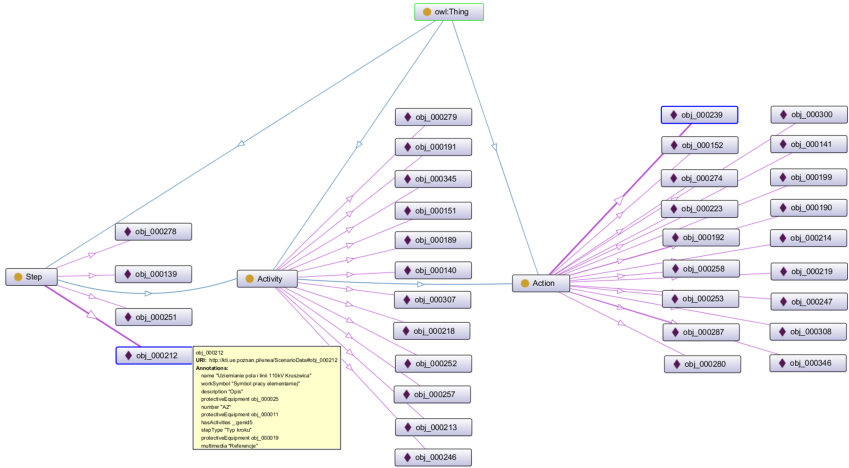 owl:Thing
obj_000279
obj_000191
obj_000345
obj_000151
obj_000189
obj_000140
obj_000307
obj_000218
obj_000252
obj_000257
obj_000213
obj_000246
obj_000239
obj_000152
obj_000274
obj_000223
obj_000192
obj_000258
obj_000253
obj_000287
obj_000280
obj_000300
obj_000141
obj_000199
obj_000190
obj_000214
obj_000219
obj_000247
obj_000308
obj_000346
obj_000278
obj_000139
obj_000251
obj_000212
Step
Activity
Action
obj_000212
URI: http://kti.ue.poznan.pl/enea/ScenarioData#obj_000212
Annotations:
name "Uziemianie pola i linii 110kV Kruszwica"
workSymbol "Symbol pracy elementarnej"
description "Opis"
protectiveEquipment obj_000025
number "A2"
protectiveEquipment obj_000011
hasActivities _:genid5
stepType "Typ kroku"
protectiveEquipment obj_000019
multimedia "Referencje"